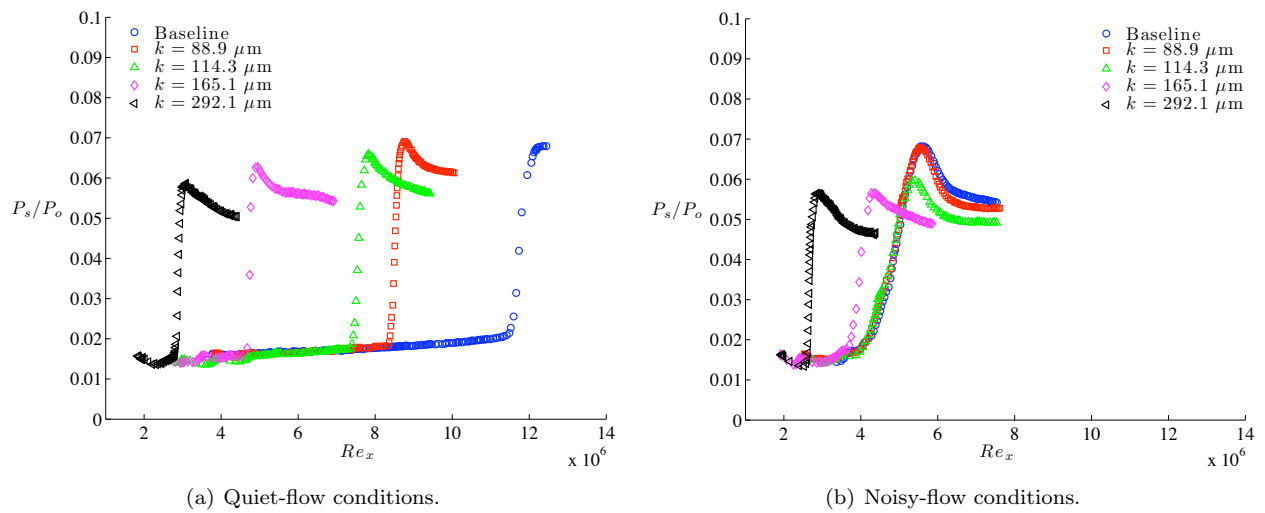 0.1
0.09
0.08
0.07
0.06
0.05
0.04
0.03
0.02
0.01
0
P_s/P_o
2 4 6 8 10 12 14
Re_x
x 10^6
Baseline
k = 88.9 μm
k = 114.3 μm
k = 165.1 μm
k = 292.1 μm
(a) Quiet-flow conditions.
0.1
0.09
0.08
0.07
0.06
0.05
0.04
0.03
0.02
0.01
0
P_s/P_o
2 4 6 8 10 12 14
Re_x
x 10^6
Baseline
k = 88.9 μm
k = 114.3 μm
k = 165.1 μm
k = 292.1 μm
(b) Noisy-flow conditions.